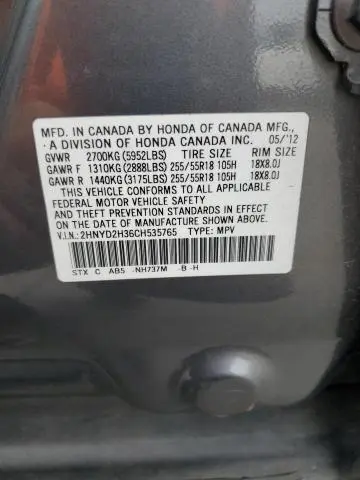 MFD. IN CANADA BY HONDA OF CANADA MFG.,
A DIVISION OF HONDA CANADA INC. 05/'12
GVWR 2700KG (5952LBS) TIRE SIZE RIM SIZE
GAWR F 1310KG (2888LBS) 255/55R18 105H 18X8.0J
GAWR R 1440KG (3175LBS) 255/55R18 105H 18X8.0J
THIS VEHICLE CONFORMS TO ALL APPLICABLE
FEDERAL MOTOR VEHICLE SAFETY
AND THEFT PREVENTION STANDARDS IN EFFECT
ON THE DATE OF MANUFACTURE SHOWN ABOVE.
V.I.N.: 2HNYD2H36CH535765 TYPE: MPV
STX C AB5 -NH737M -B -H